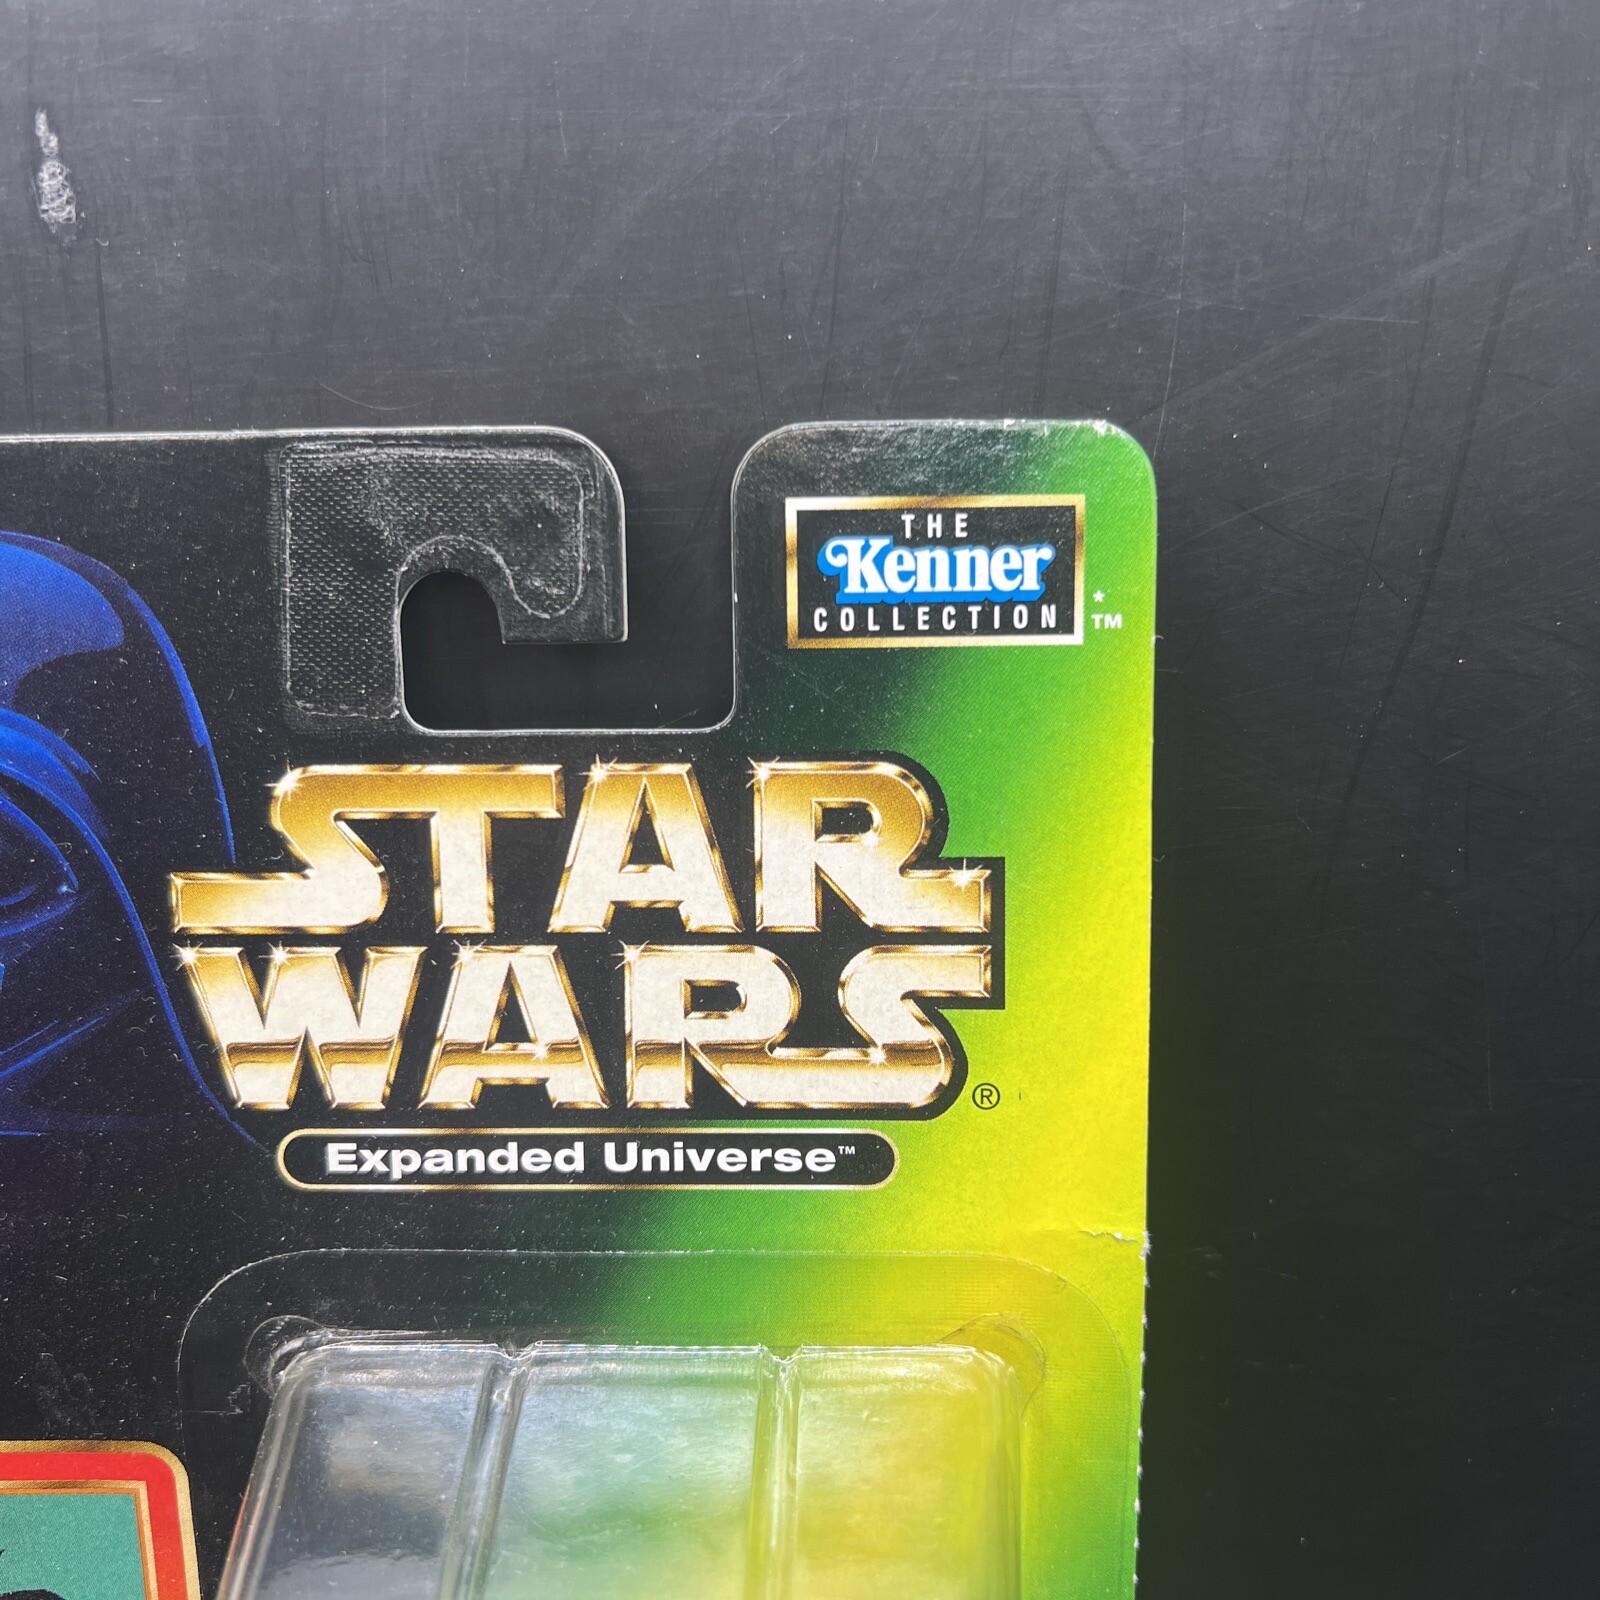 THE
Kenner
COLLECTION
*
TM
STAR
WARS
®
Expanded Universe™